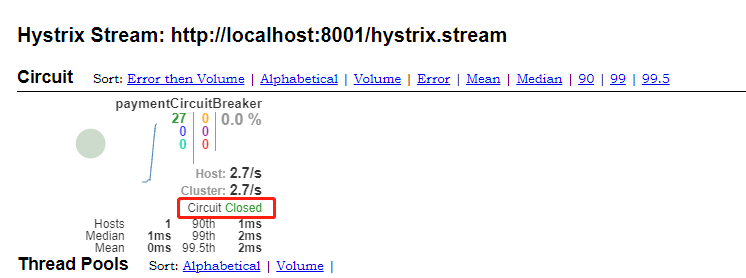 Hystrix Stream: http://localhost:8001/hystrix.stream
Circuit Sort: Error then Volume | Alphabetical | Volume | Error | Mean | Median | 90 | 99 | 99.5
paymentCircuitBreaker
27 0 0.0 %
0 0
0 0
Host: 2.7/s
Cluster: 2.7/s
Circuit Closed
Hosts 1 90th 1ms
Median 1ms 99th 2ms
Mean 0ms 99.5th 2ms
Thread Pools Sort: Alphabetical | Volume |